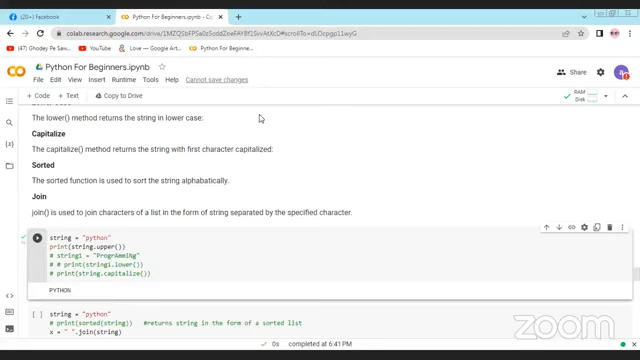 (20+) Facebook
Python For Beginners.ipynb - Co
colab.research.google.com/drive/
(47) Ghodey Pe Saw
YouTube
Love — Google Arts
Python For Beginne...
Python For Beginners.ipynb
File Edit View Insert Runtime Tools Help Cannot save changes
Share
+ Code + Text Copy to Drive
RAM
Disk
The lower() method returns the string in lower case:
Capitalize
The capitalize() method returns the string with first character capitalized:
Sorted
The sorted function is used to sort the string alphabetically.
Join
join() is used to join characters of a list in the form of string separated by the specified character.
string = "python"
print(string.upper())
# string1 = "ProgrAmmiNg"
# # print(string1.lower())
# print(string.capitalize())
PYTHON
[ ] string = "python"
# print(sorted(string)) #returns string in the form of a sorted list
x = " ".join(string)
zoom
0s completed at 6:41 PM